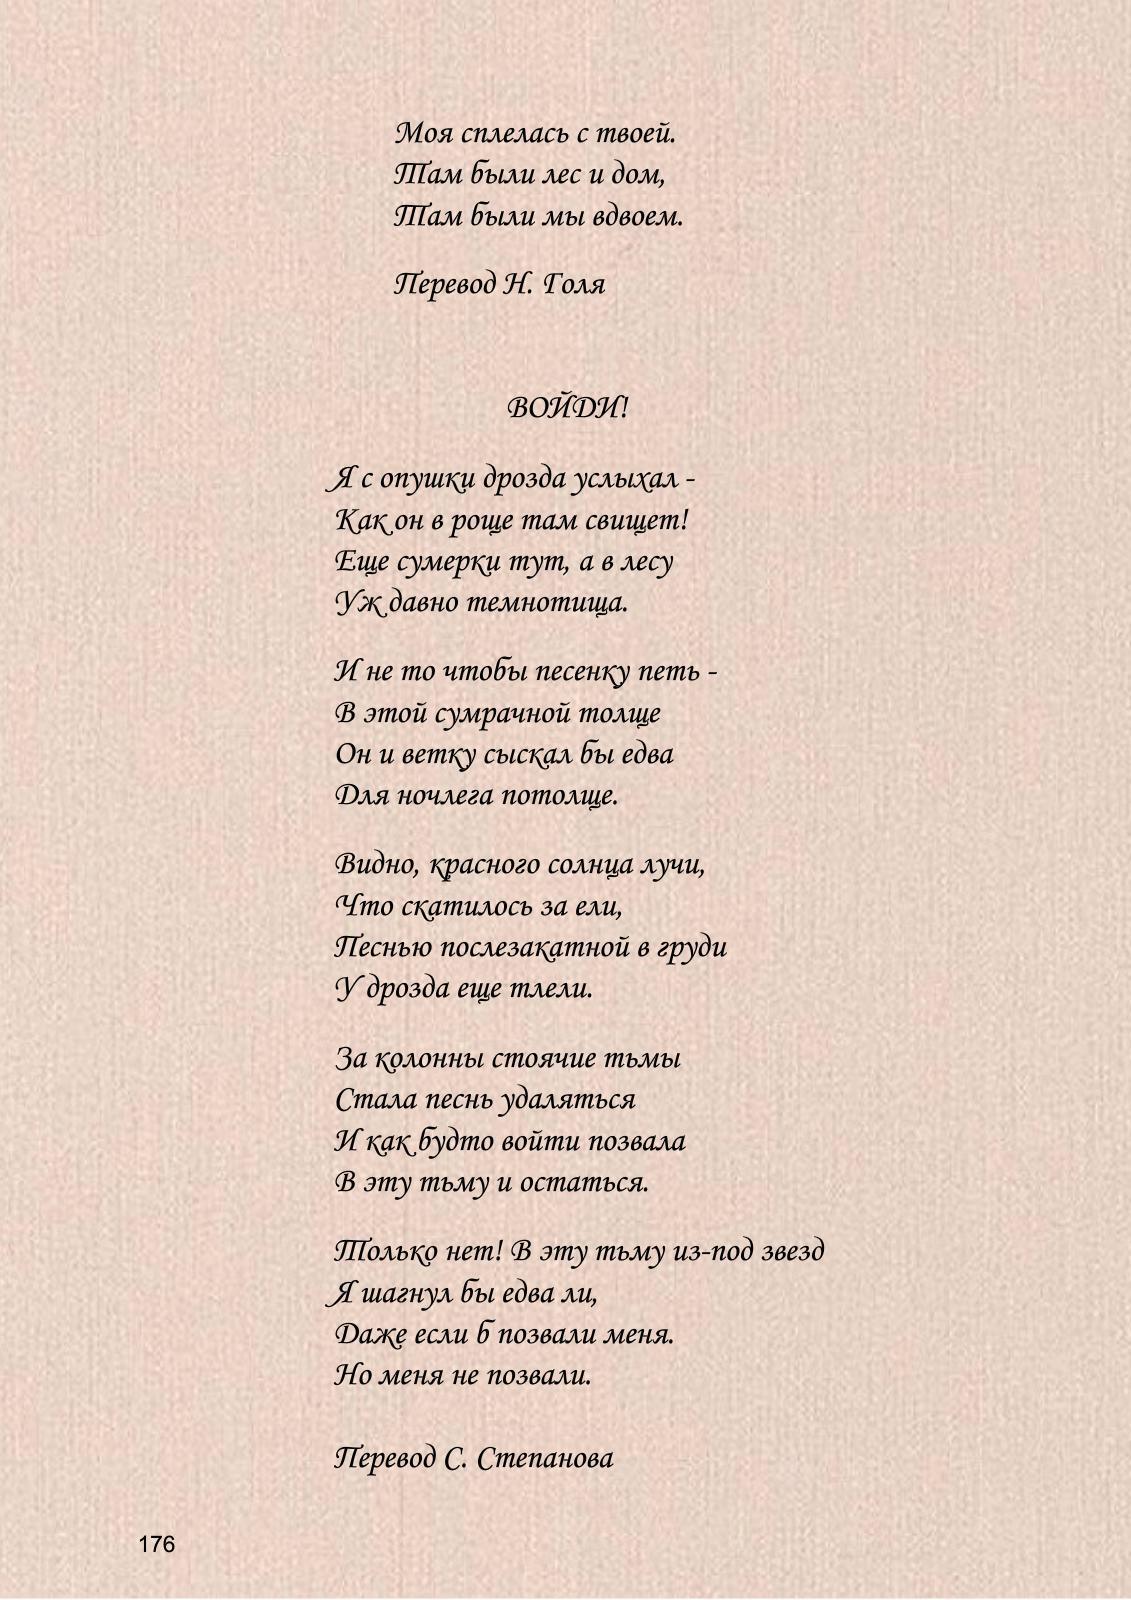 Моя сплелась с твоей.
Там были лес и дом,
Там были мы вдвоем.
Перевод Н. Голя
ВОЙДИ!
Я с опушки дрозда услыхал -
Как он в роще там свищет!
Еще сумерки тут, а в лесу
Уж давно темнотища.
И не то чтобы песенку петь -
В этой сумрачной толще
Он и ветку сыскал бы едва
Для ночлега потолще.
Видно, красного солнца лучи,
Что скатилось за ели,
Песнью послезакатной в груди
У дрозда еще тлели.
За колонны стоячие тьмы
Стала песнь удаляться
И как будто войти позвала
В эту тьму и остаться.
Только нет! В эту тьму из-под звезд
Я шагнул бы едва ли,
Даже если б позвали меня.
Но меня не позвали.
Перевод С. Степанова
176